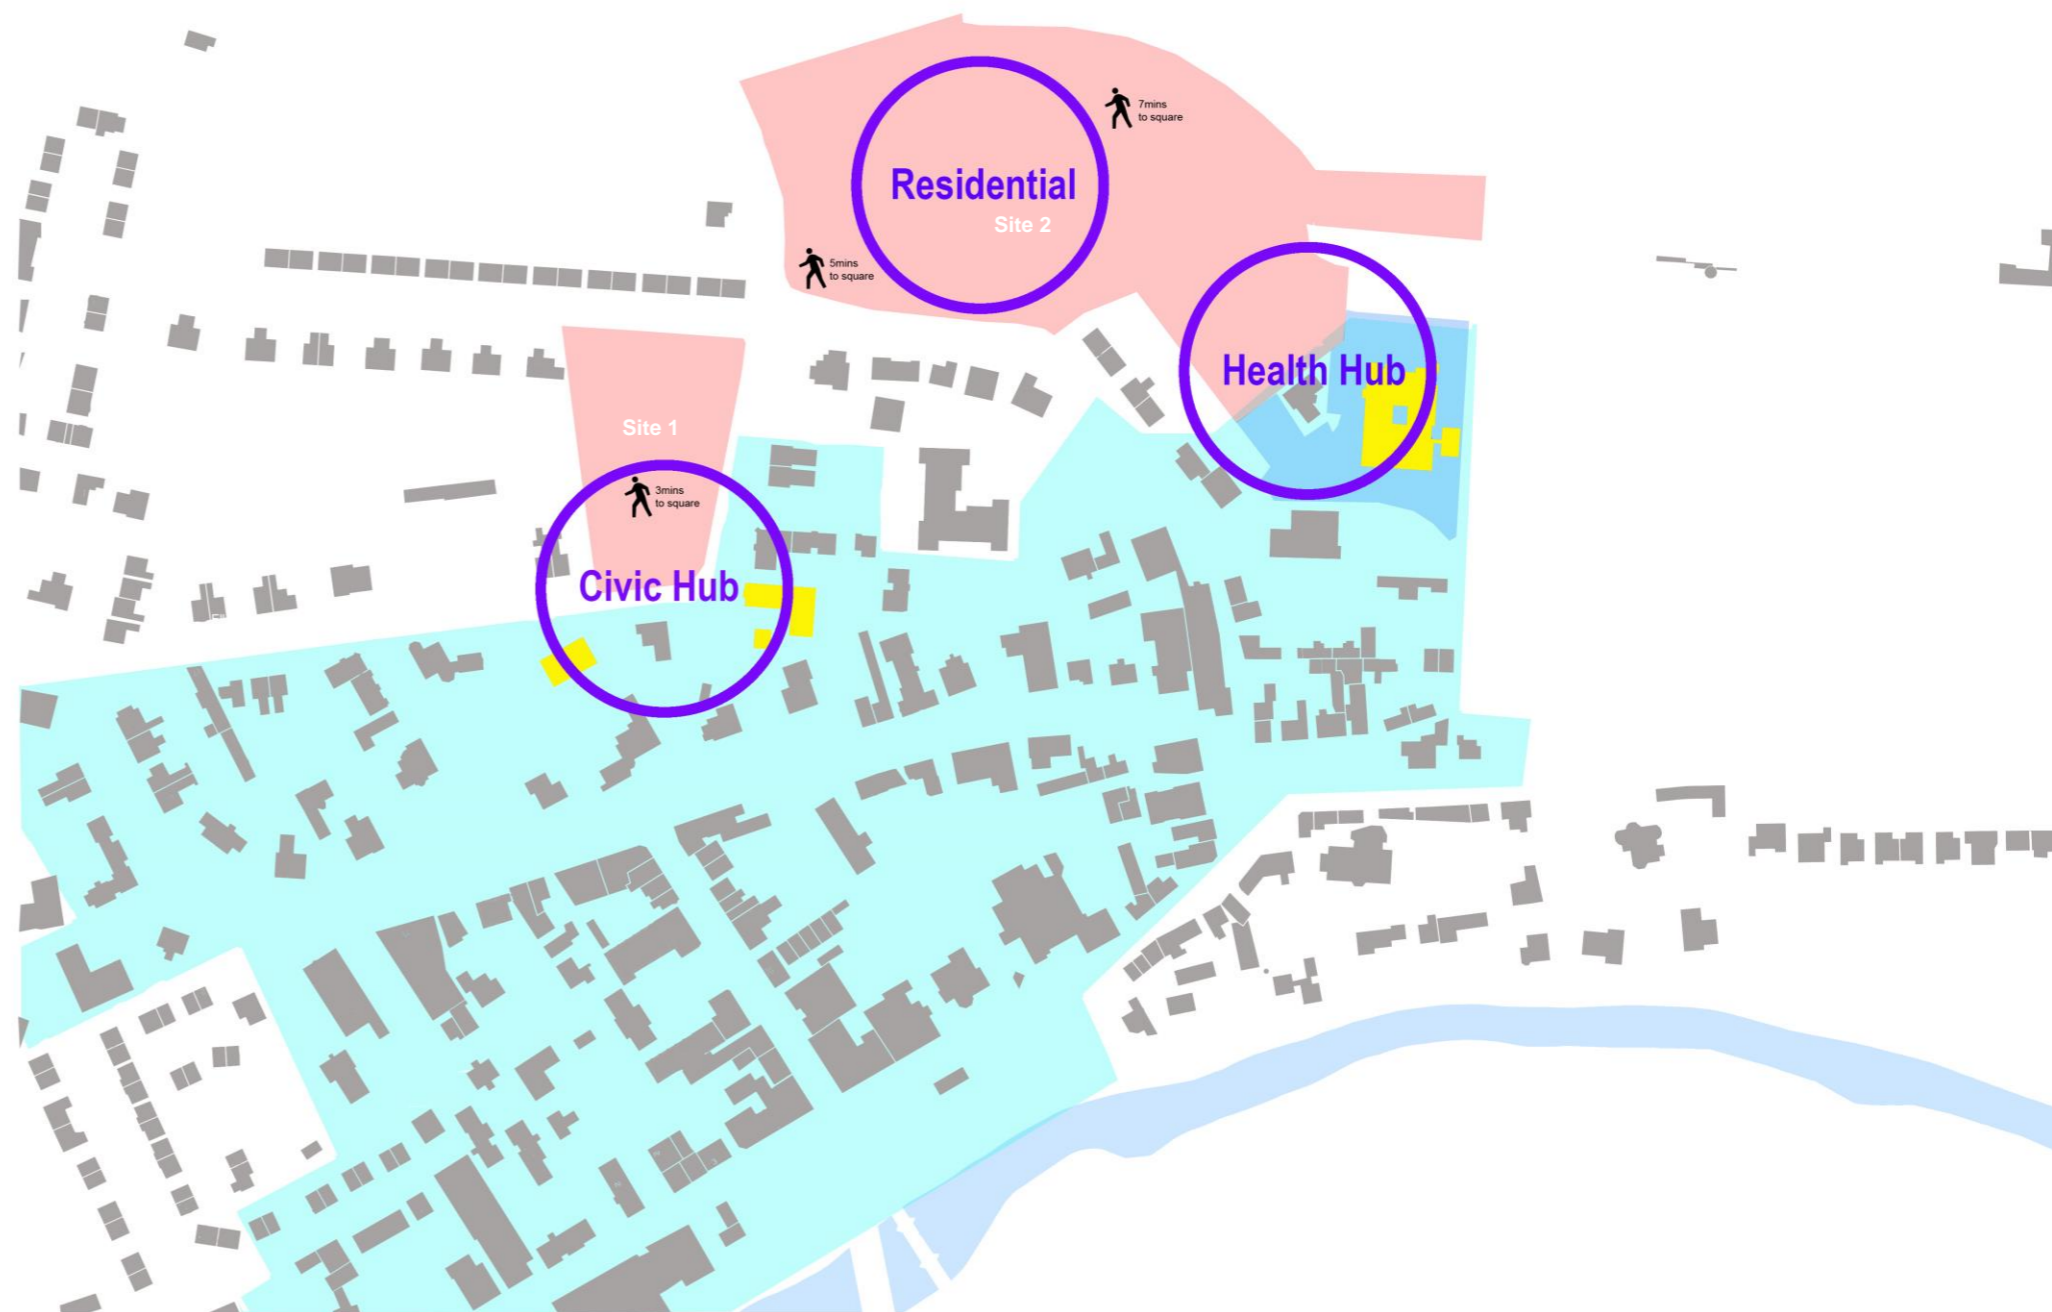 7mins
to square
Residential
Site 2
5mins
to square
Health Hub
Site 1
3mins
to square
Civic Hub